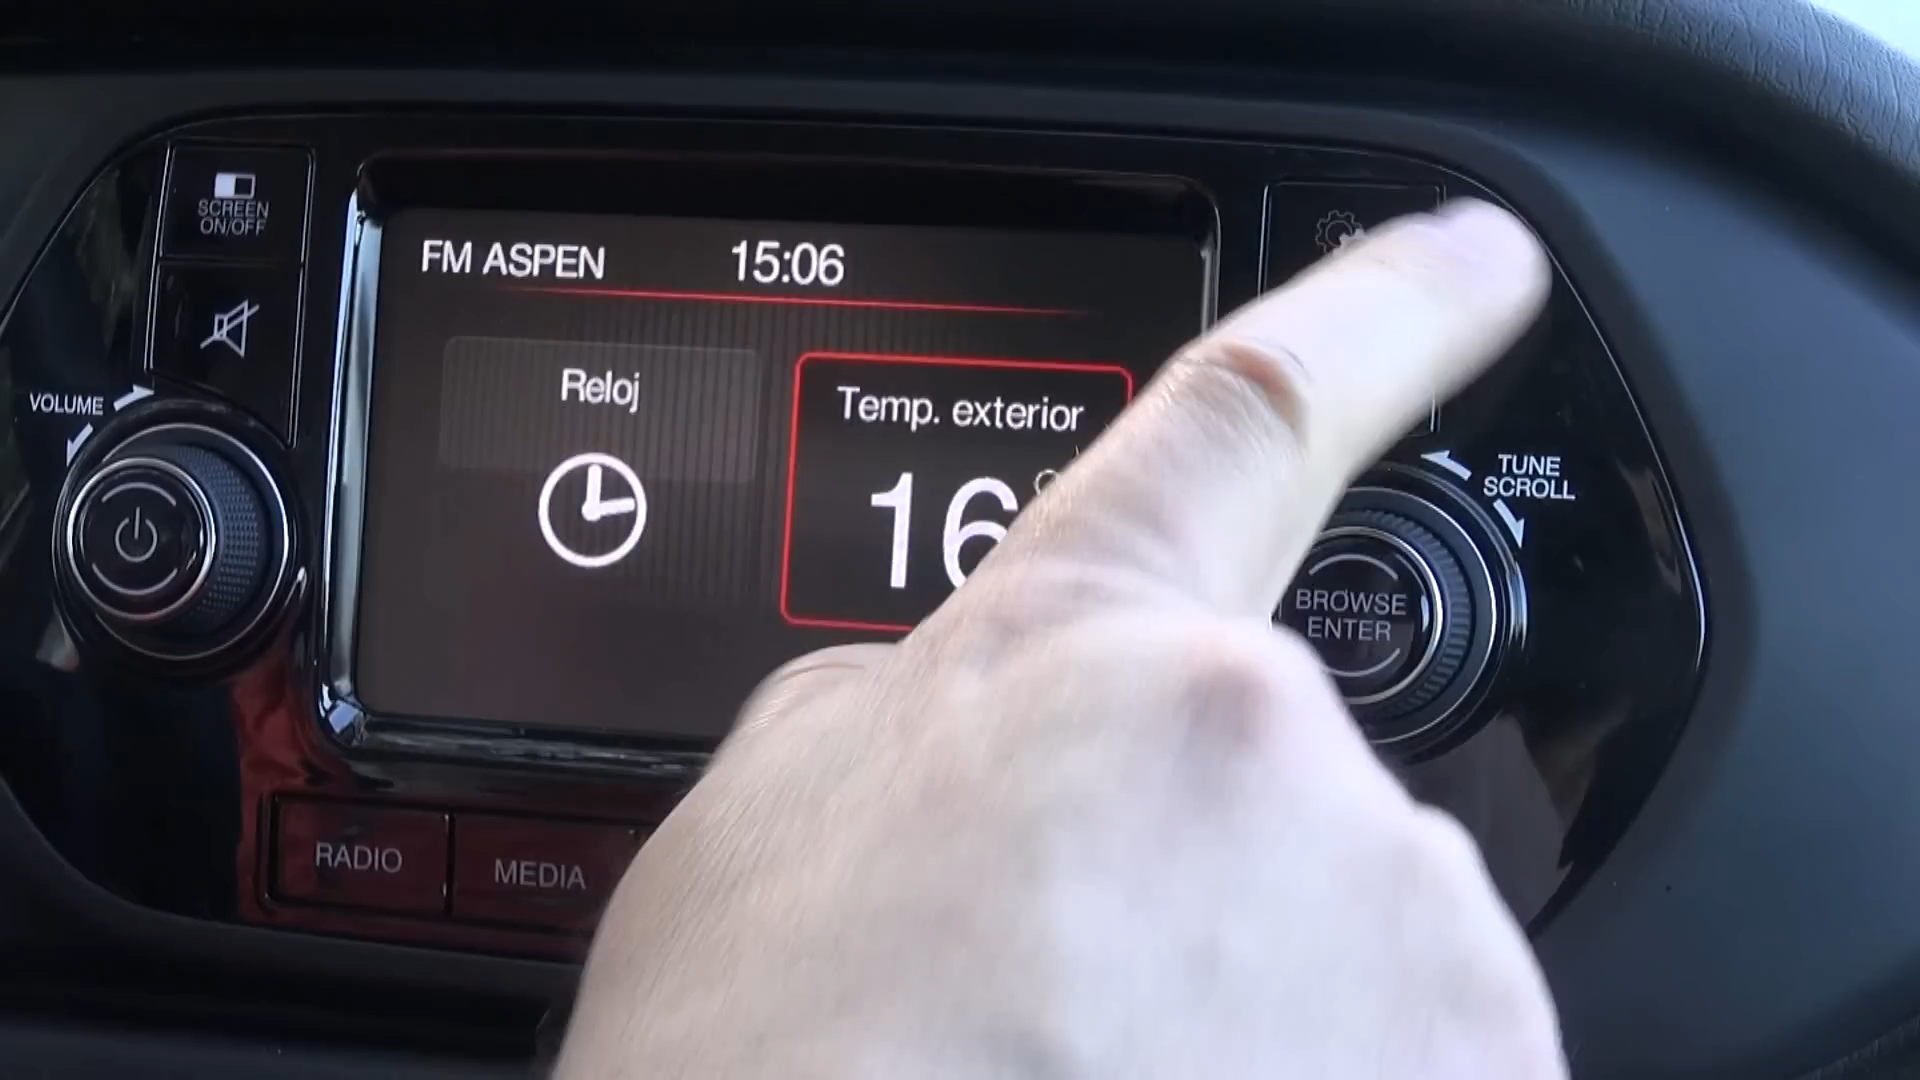 SCREEN
ON/OFF
FM ASPEN 15:06
Reloj
Temp. exterior
16°
VOLUME
TUNE
SCROLL
BROWSE
ENTER
RADIO
MEDIA